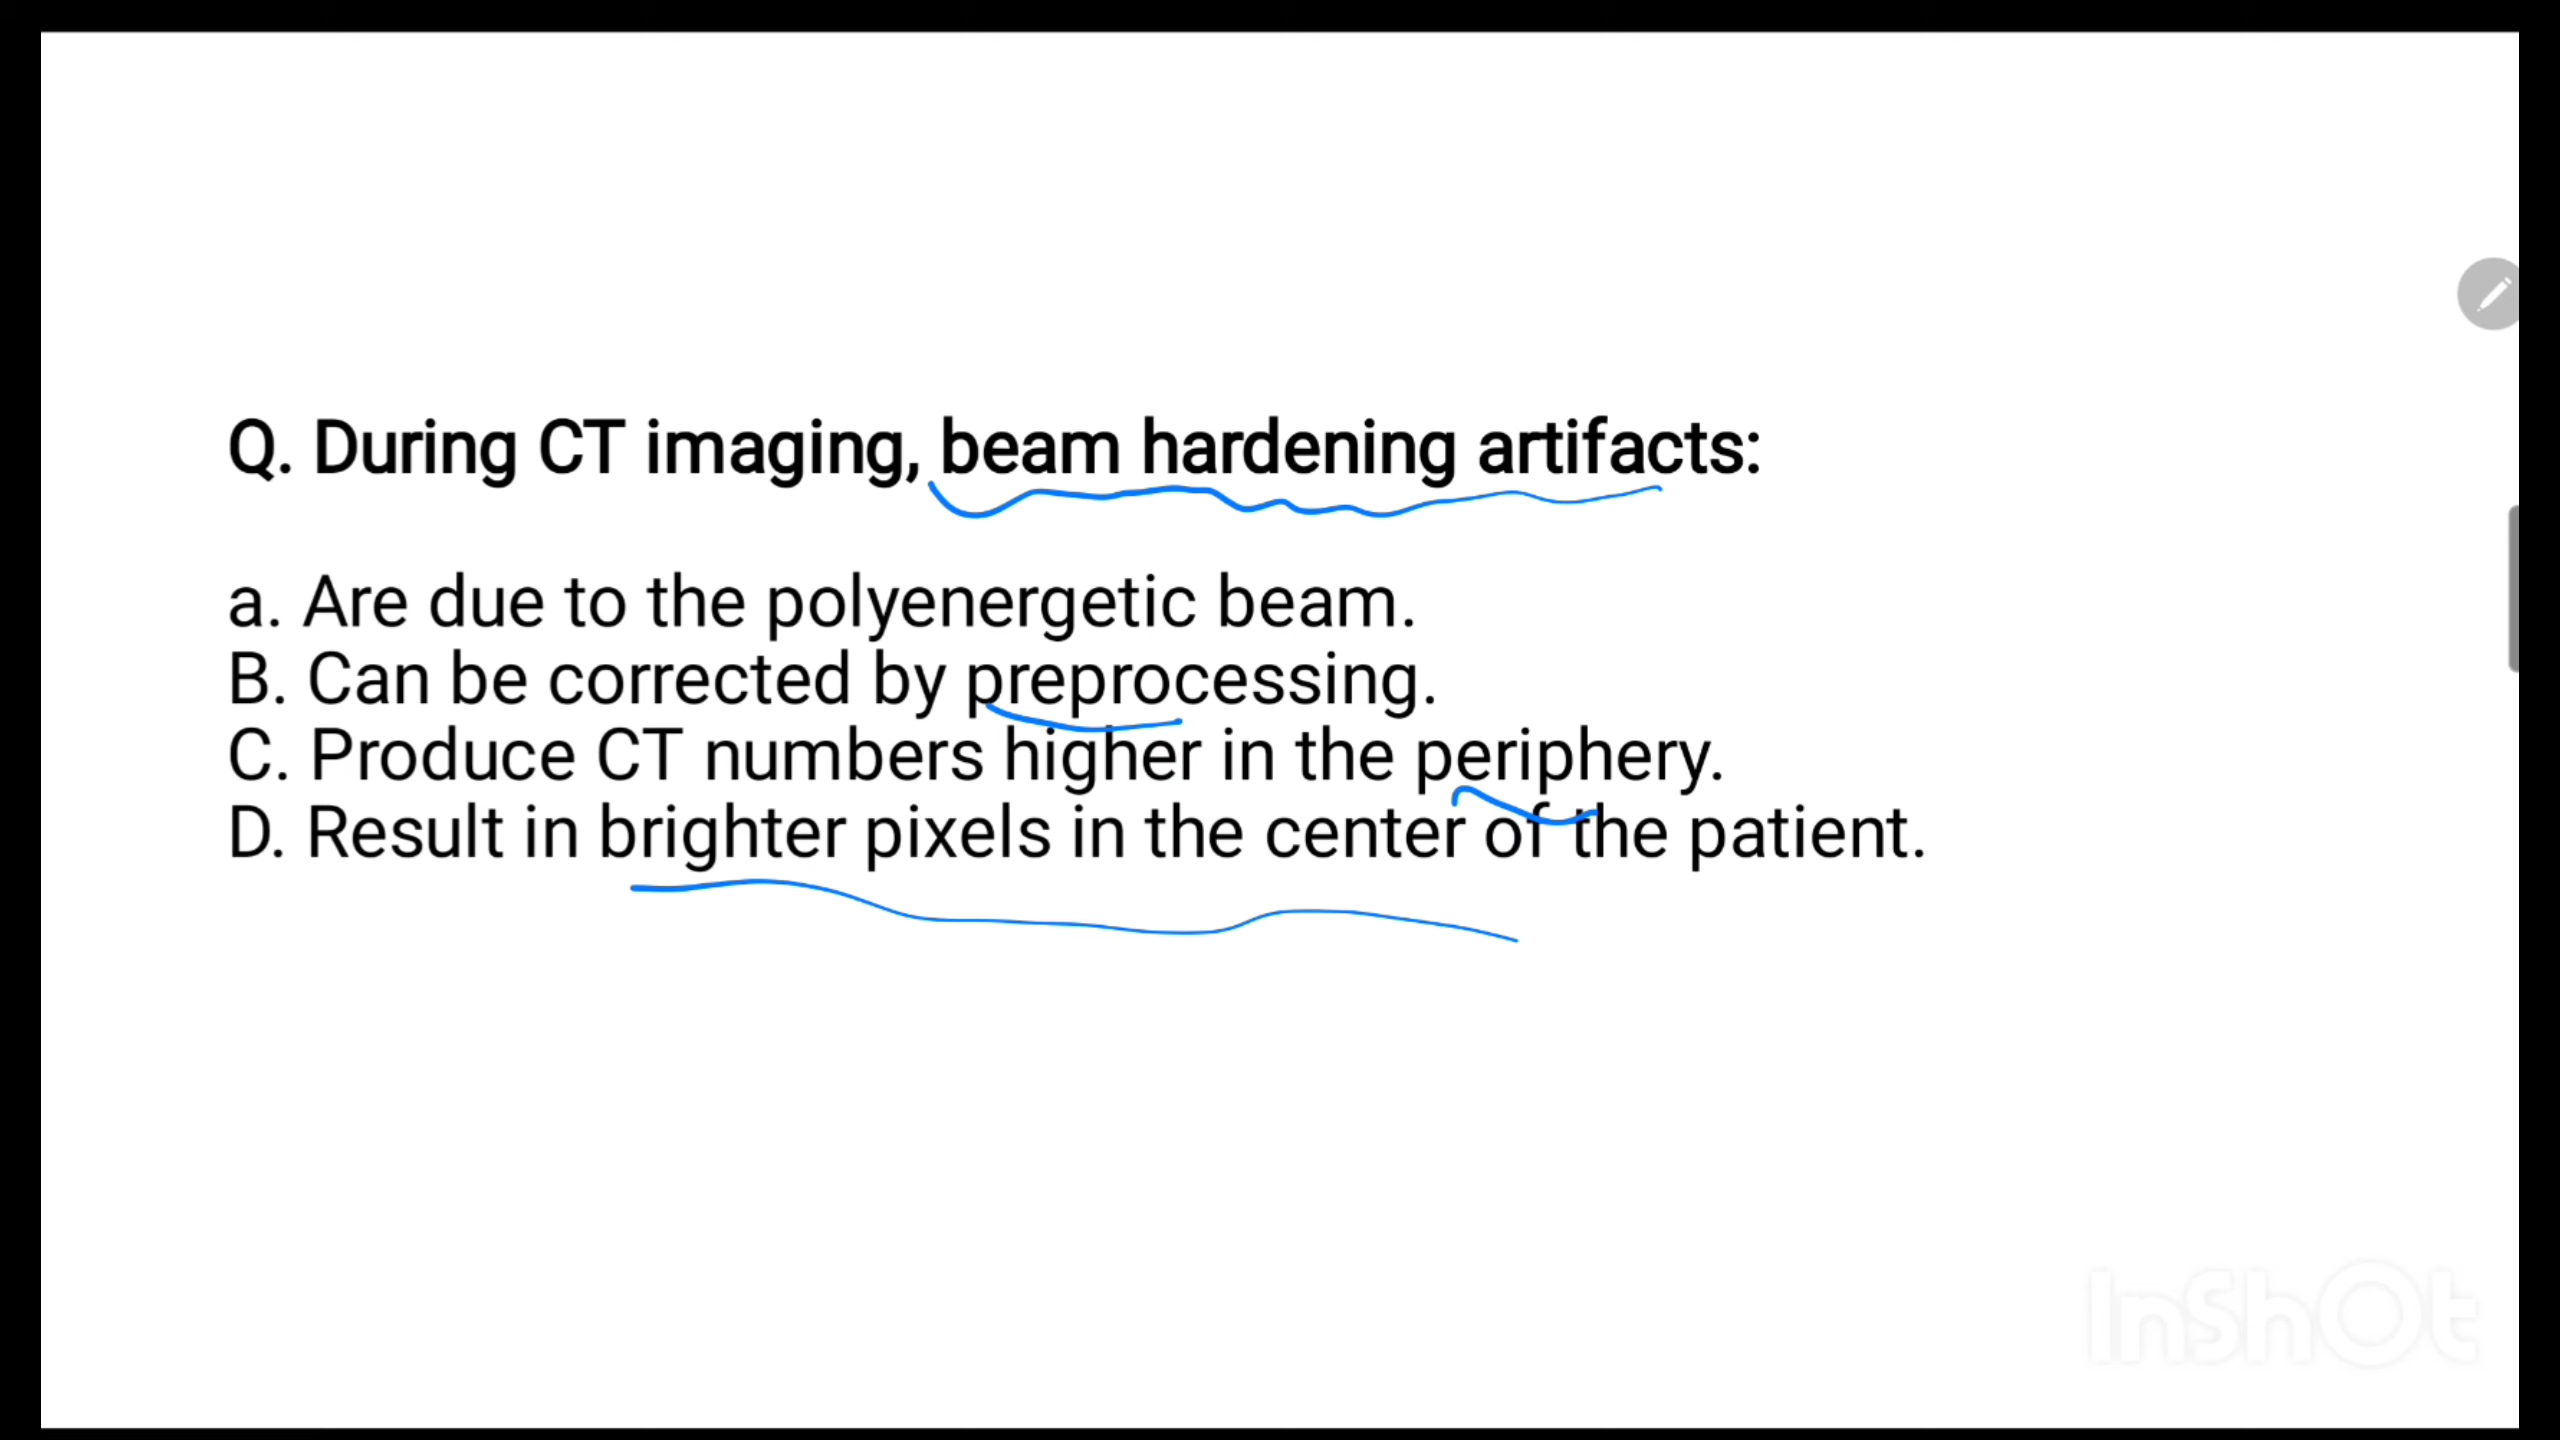 Q. During CT imaging, beam hardening artifacts:
a. Are due to the polyenergetic beam.
B. Can be corrected by preprocessing.
C. Produce CT numbers higher in the periphery.
D. Result in brighter pixels in the center of the patient.
InShOt